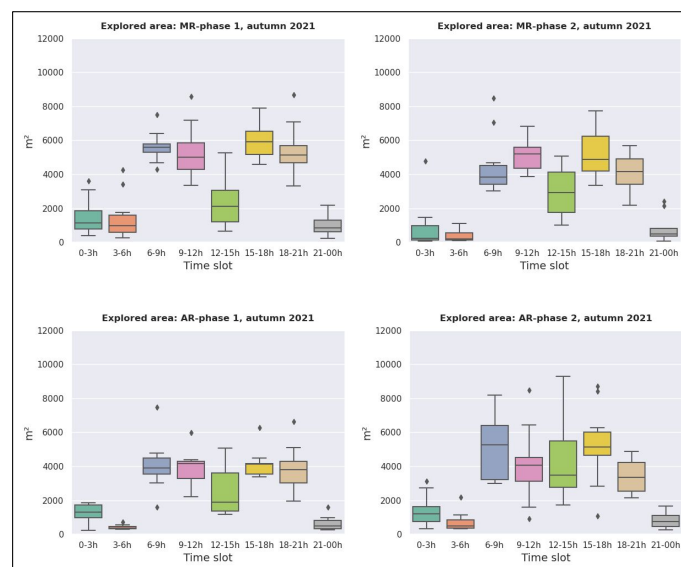 Explored area: MR-phase 1, autumn 2021
12000
10000
8000
6000
4000
2000
0
m²
0-3h 3-6h 6-9h 9-12h 12-15h 15-18h 18-21h 21-00h
Time slot
Explored area: MR-phase 2, autumn 2021
12000
10000
8000
6000
4000
2000
0
m²
0-3h 3-6h 6-9h 9-12h 12-15h 15-18h 18-21h 21-00h
Time slot
Explored area: AR-phase 1, autumn 2021
12000
10000
8000
6000
4000
2000
0
m²
0-3h 3-6h 6-9h 9-12h 12-15h 15-18h 18-21h 21-00h
Time slot
Explored area: AR-phase 2, autumn 2021
12000
10000
8000
6000
4000
2000
0
m²
0-3h 3-6h 6-9h 9-12h 12-15h 15-18h 18-21h 21-00h
Time slot